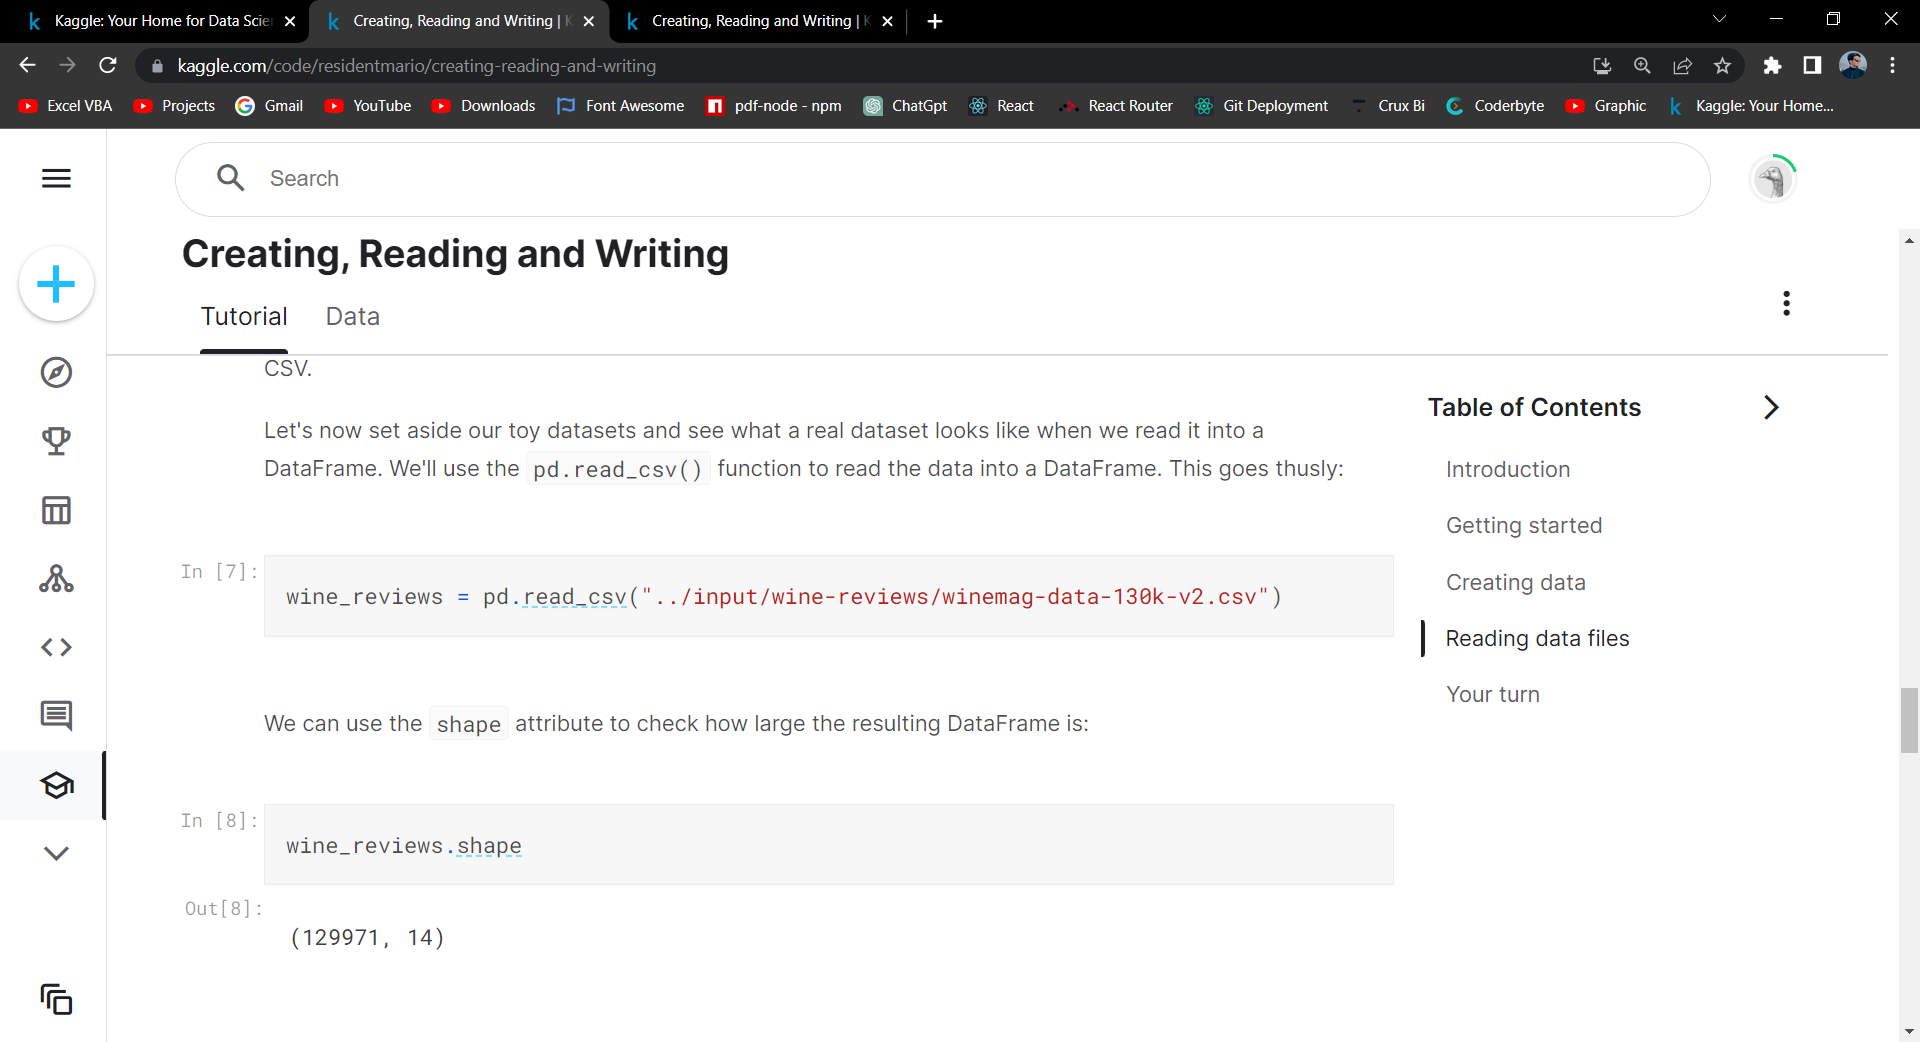 Kaggle: Your Home for Data Scie
Creating, Reading and Writing | K
Creating, Reading and Writing | K
kaggle.com/code/residentmario/creating-reading-and-writing
Excel VBA
Projects
Gmail
YouTube
Downloads
Font Awesome
pdf-node - npm
ChatGpt
React
React Router
Git Deployment
Crux Bi
Coderbyte
Graphic
Kaggle: Your Home...
Search
Creating, Reading and Writing
Tutorial
Data
CSV.
Let's now set aside our toy datasets and see what a real dataset looks like when we read it into a
DataFrame. We'll use the pd.read_csv() function to read the data into a DataFrame. This goes thusly:
In [7]:
wine_reviews = pd.read_csv("../input/wine-reviews/winemag-data-130k-v2.csv")
We can use the shape attribute to check how large the resulting DataFrame is:
In [8]:
wine_reviews.shape
Out[8]:
(129971, 14)
Table of Contents
Introduction
Getting started
Creating data
Reading data files
Your turn